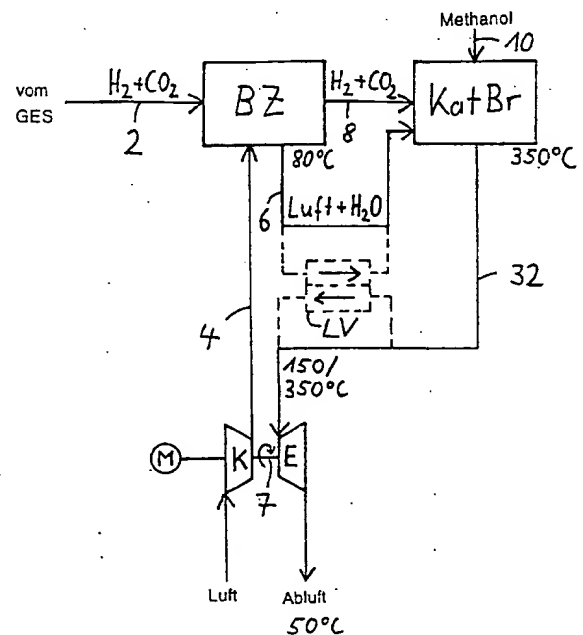 Methanol
10
vom
GES
H₂+CO₂
2
BZ
80°C
H₂+CO₂
8
KatBr
350°C
6
Luft+H₂O
32
LV
4
150/
350°C
M
K
7
E
Luft
Abluft
50°C